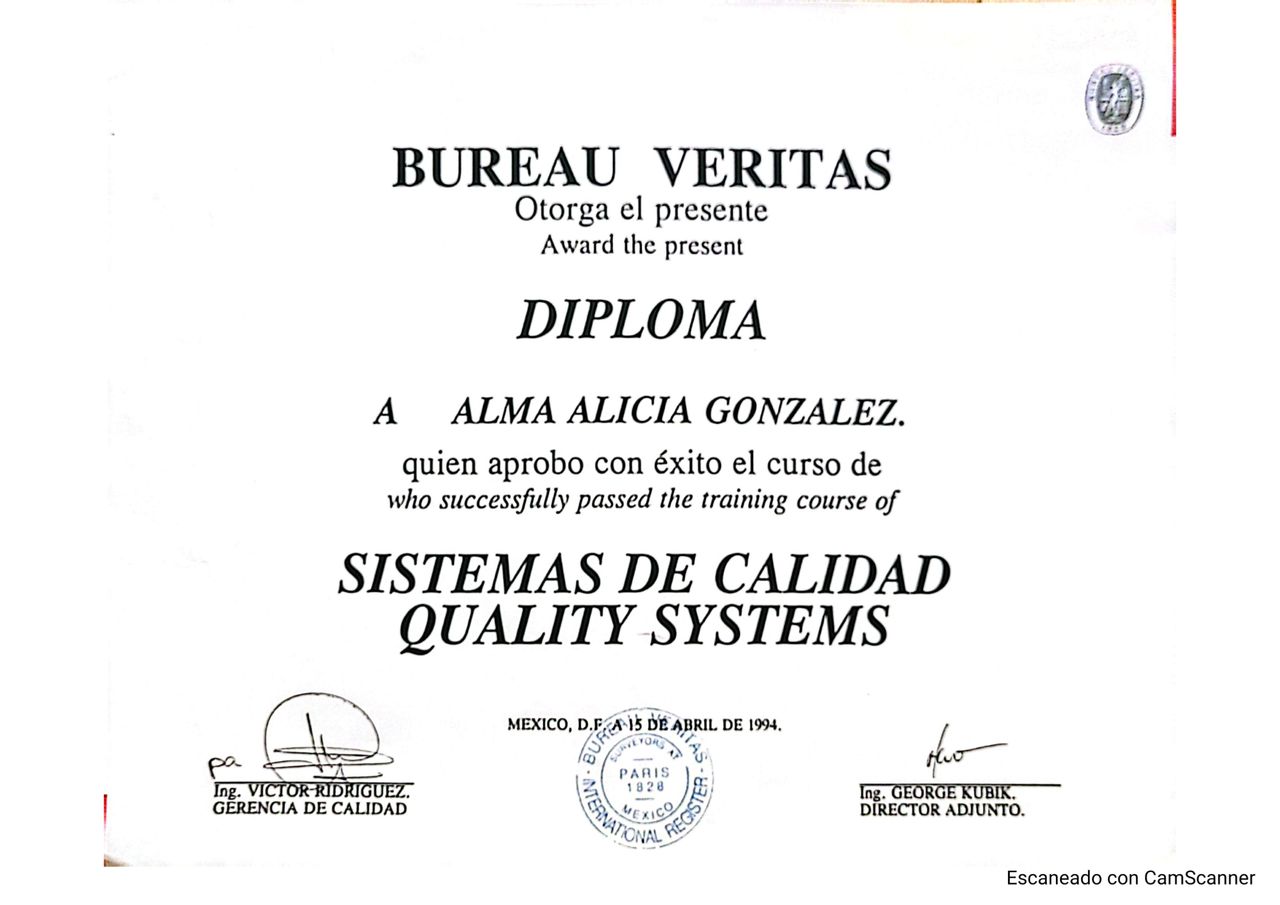 BUREAU VERITAS
Otorga el presente
Award the present
DIPLOMA
A ALMA ALICIA GONZALEZ.
quien aprobo con éxito el curso de
who successfully passed the training course of
SISTEMAS DE CALIDAD
QUALITY SYSTEMS
MEXICO, D.F. A 15 DE ABRIL DE 1994.
pa
Ing. VICTOR RIDRIGUEZ.
GERENCIA DE CALIDAD
BUREAU VERITAS
SURVEYORS AT
PARIS
1828
MEXICO
INTERNATIONAL REGISTER
Ing. GEORGE KUBIK.
DIRECTOR ADJUNTO.
Escaneado con CamScanner